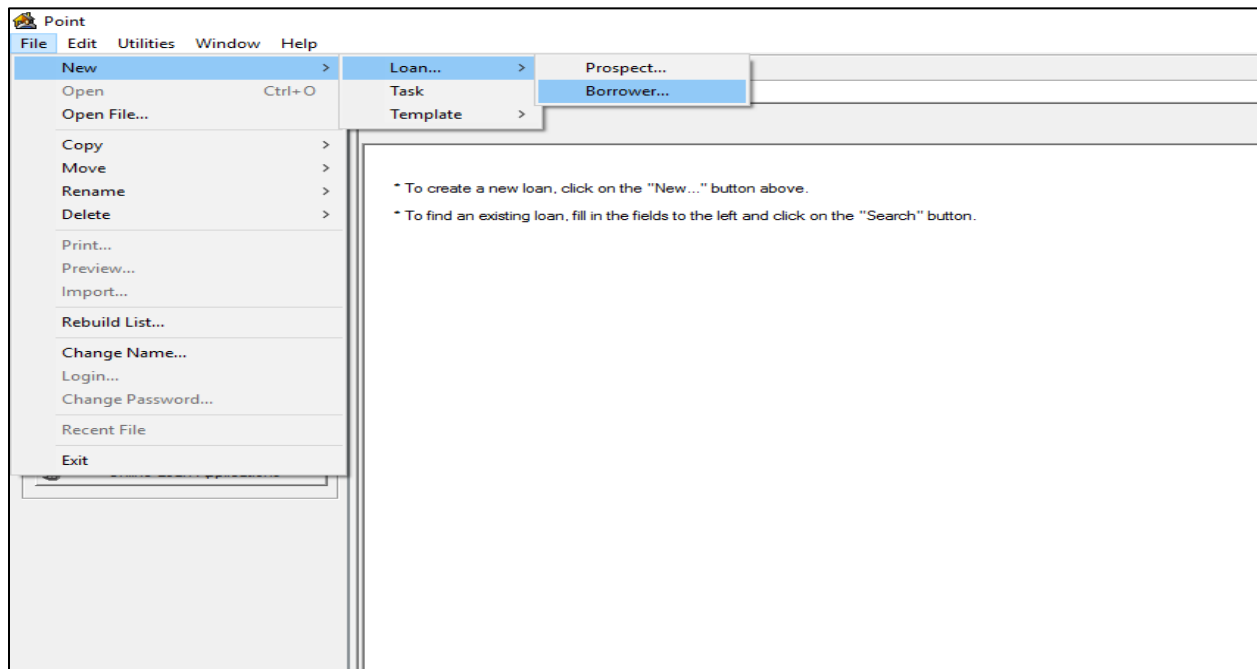 Point
File Edit Utilities Window Help
New >
Open Ctrl+O
Open File...
Copy >
Move >
Rename >
Delete >
Print...
Preview...
Import...
Rebuild List...
Change Name...
Login...
Change Password...
Recent File
Exit
Loan... >
Task
Template >
Prospect...
Borrower...
* To create a new loan, click on the "New..." button above.
* To find an existing loan, fill in the fields to the left and click on the "Search" button.